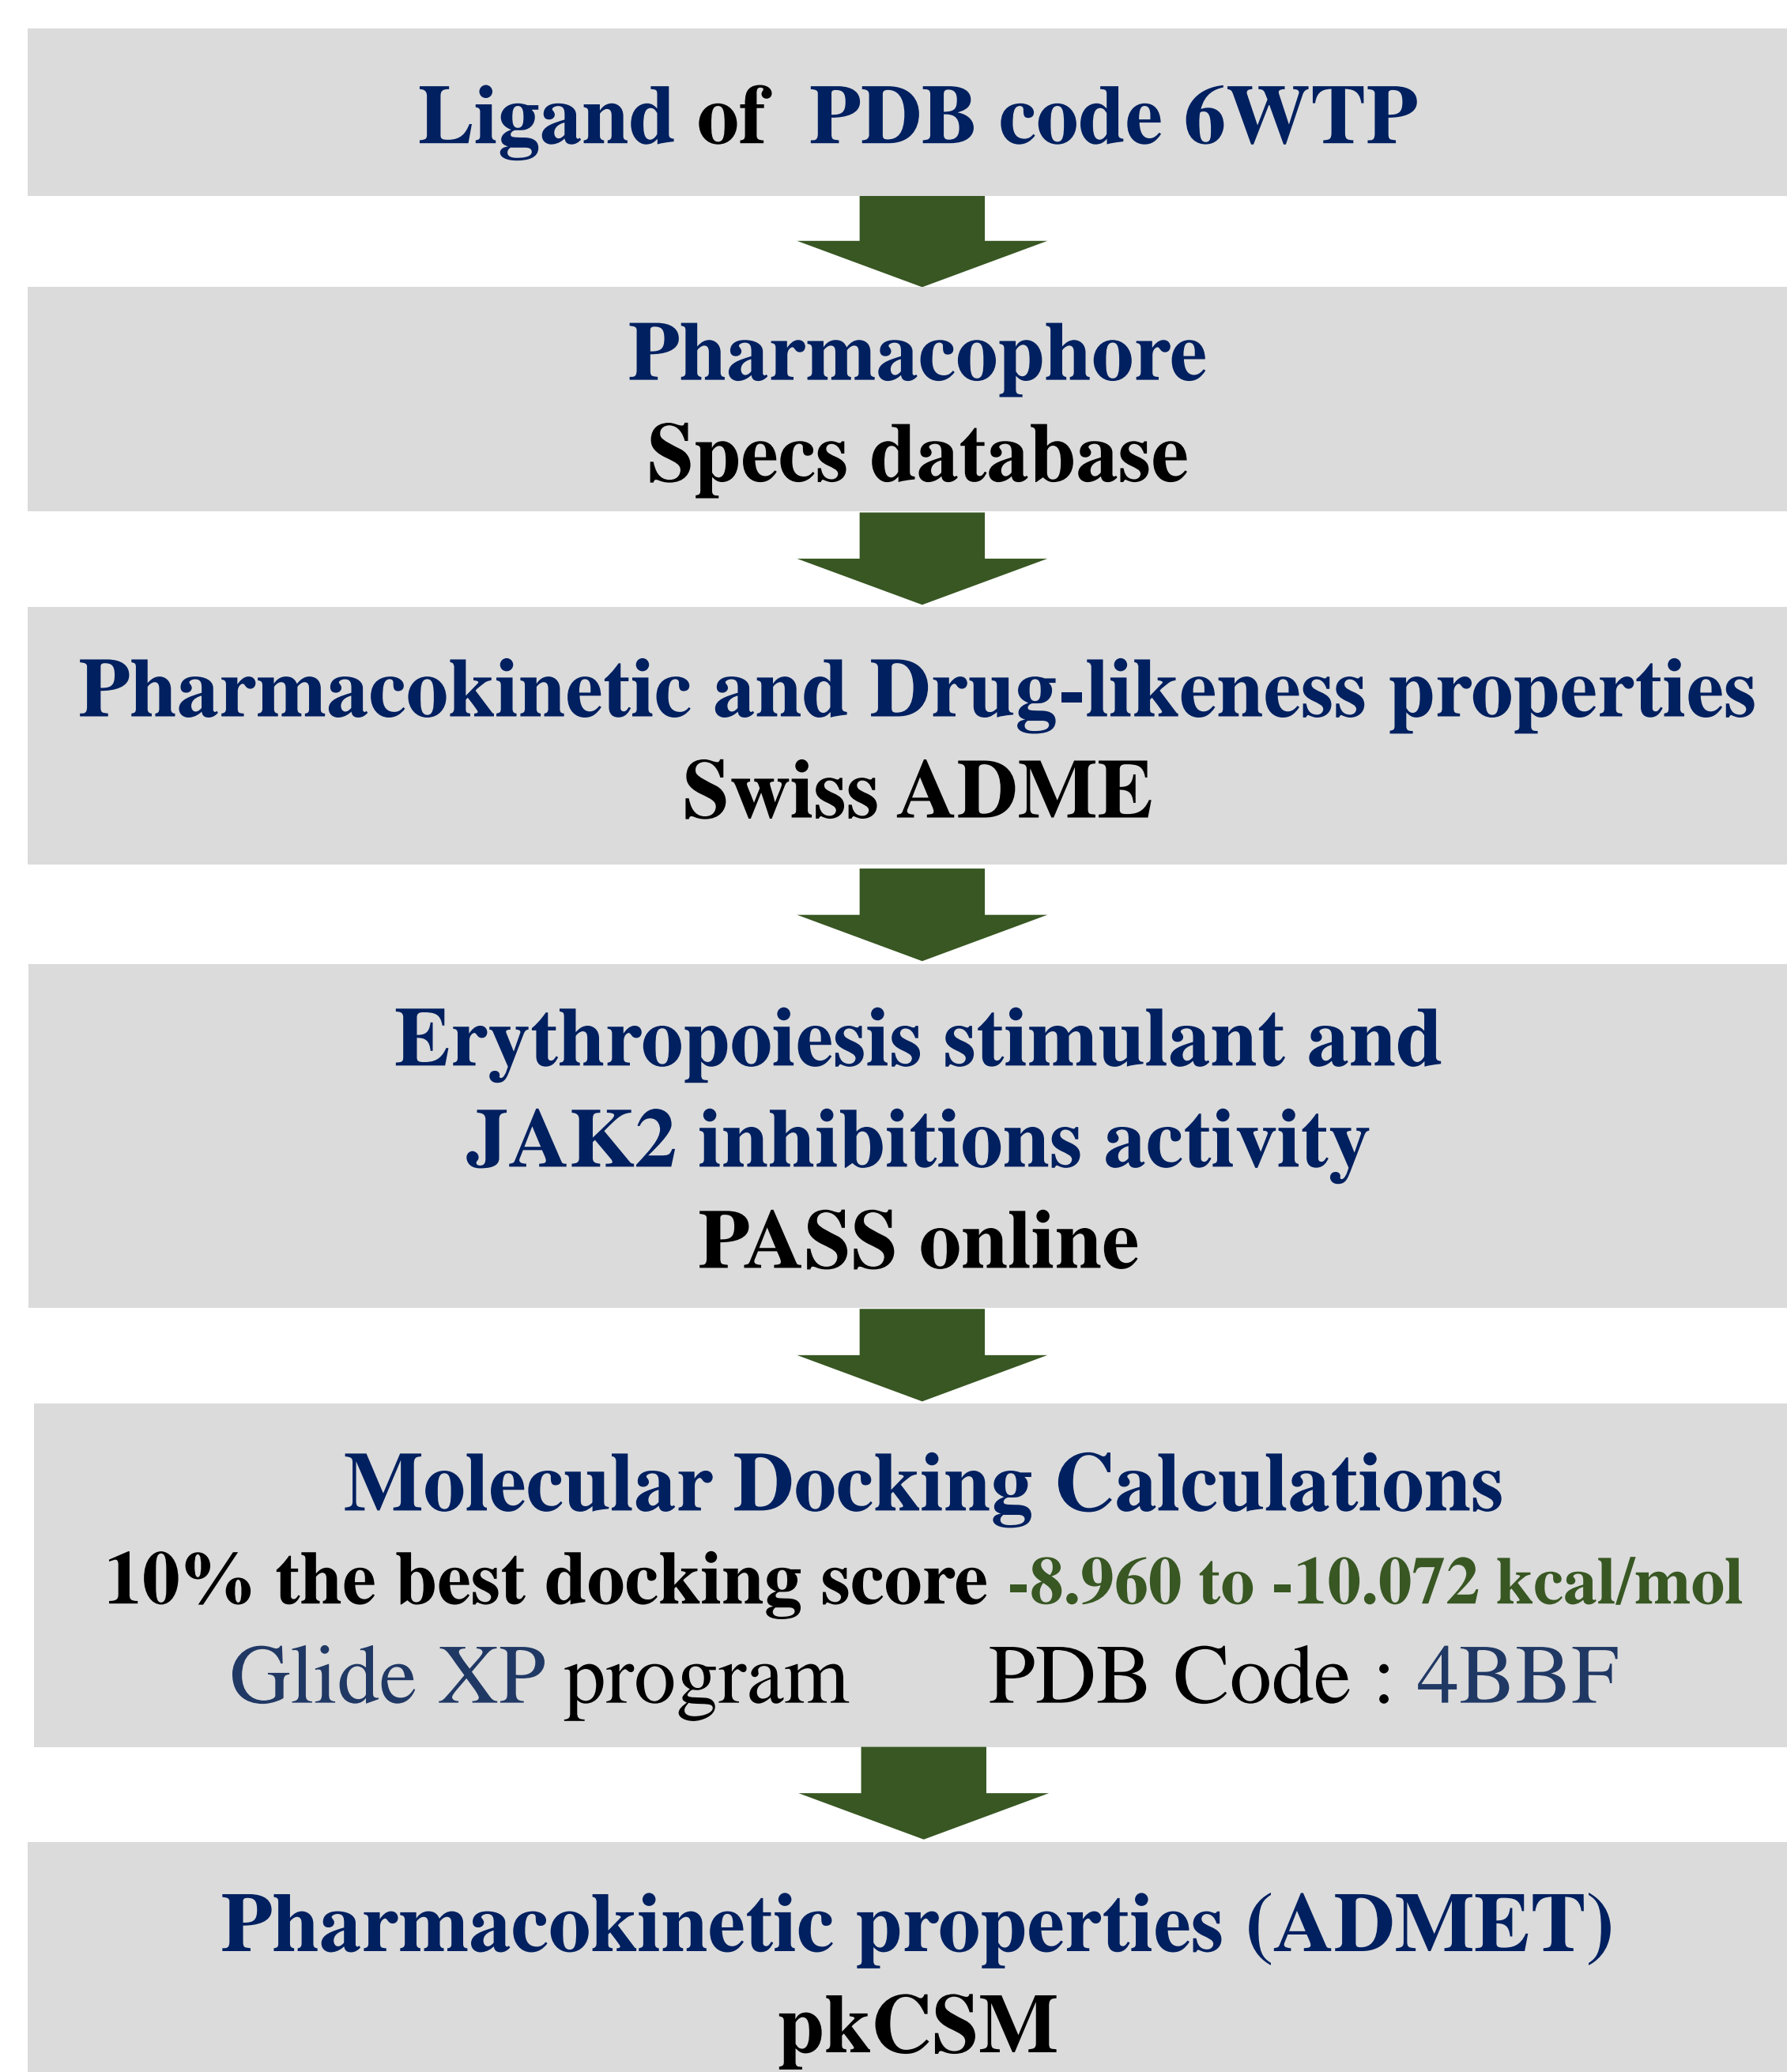 Ligand of PDB code 6WTP
Pharmacophore
Specs database
Pharmacokinetic and Drug-likeness properties
Swiss ADME
Erythropoiesis stimulant and
JAK2 inhibitions activity
PASS online
Molecular Docking Calculations
10% the best docking score -8.960 to -10.072 kcal/mol
Glide XP program PDB Code : 4BBF
Pharmacokinetic properties (ADMET)
pkCSM